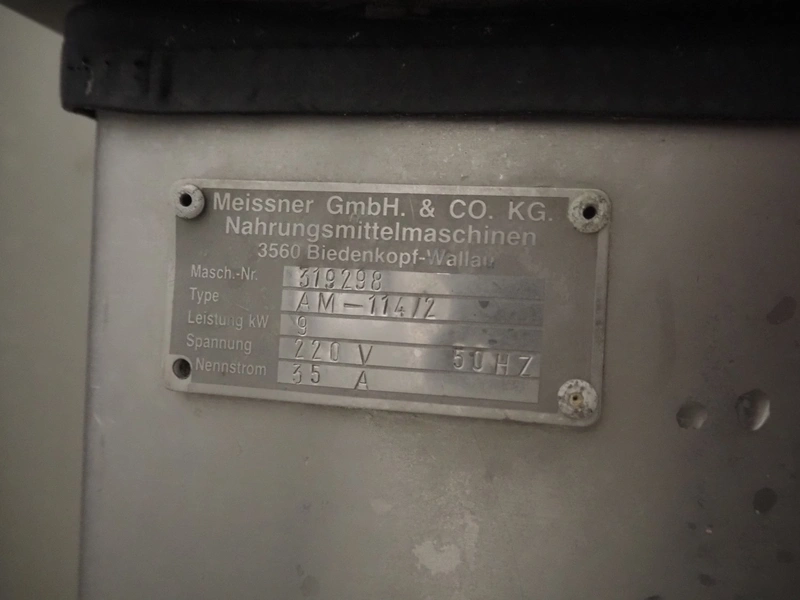 Meissner GmbH. & CO. KG.
Nahrungsmittelmaschinen
3560 Biedenkopf-Wallau
Masch.-Nr. 319298
Type AM-114/2
Leistung kW 9
Spannung 220 V 50 HZ
Nennstrom 35 A